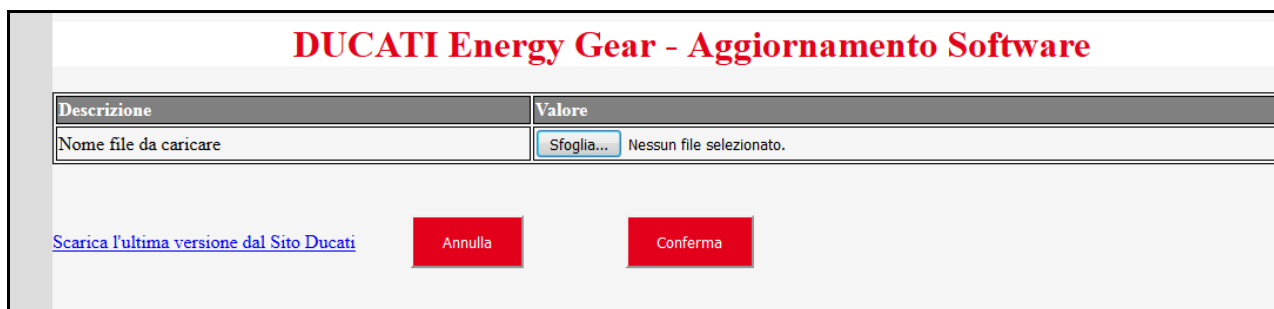 DUCATI Energy Gear - Aggiornamento Software
Descrizione Valore
Nome file da caricare Sfoglia... Nessun file selezionato.
Scarica l'ultima versione dal Sito Ducati Annulla Conferma